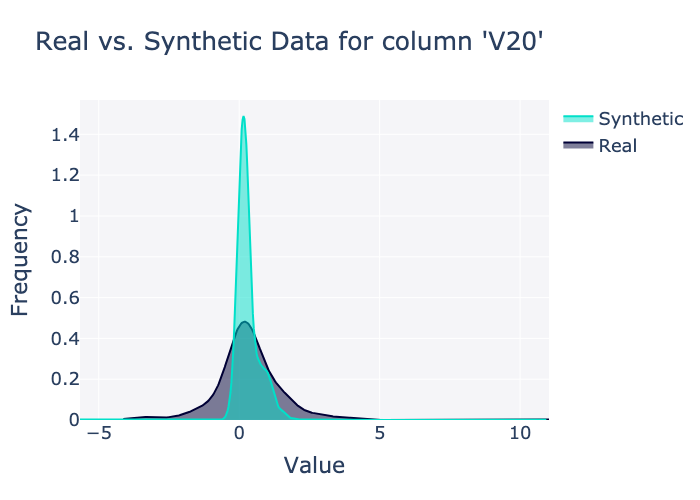 Real vs. Synthetic Data for column 'V20'
Synthetic
Real
1.4
1.2
1
0.8
0.6
0.4
0.2
0
−5
0
5
10
Frequency
Value